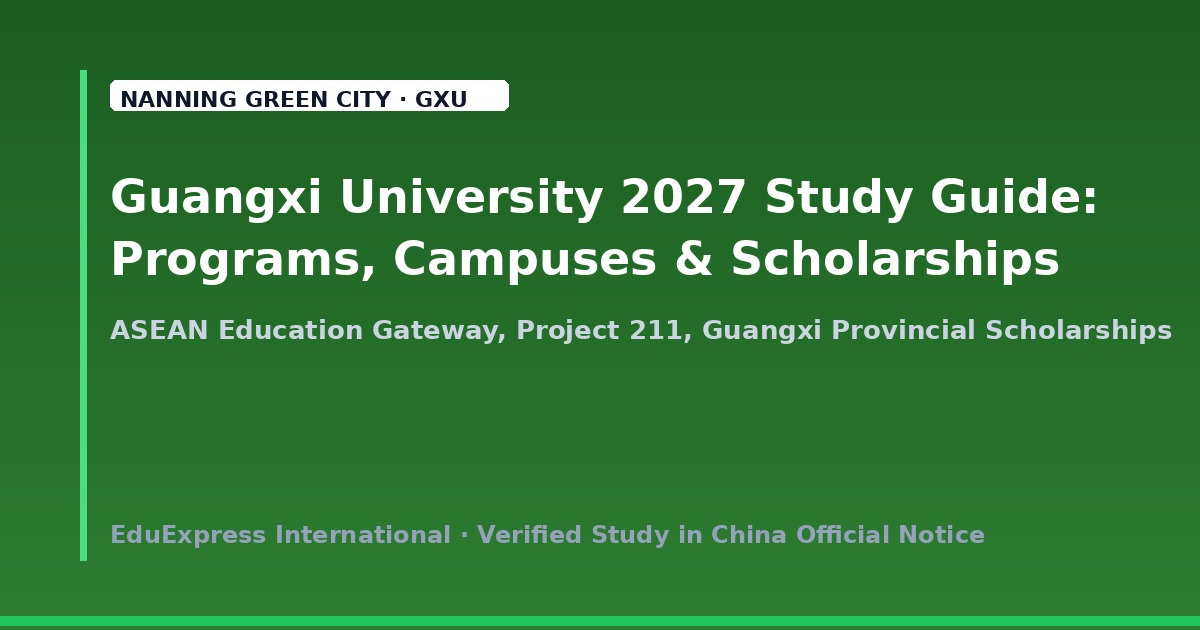 NANNING GREEN CITY · GXU
Guangxi University 2027 Study Guide:
Programs, Campuses & Scholarships
ASEAN Education Gateway, Project 211, Guangxi Provincial Scholarships
EduExpress International · Verified Study in China Official Notice